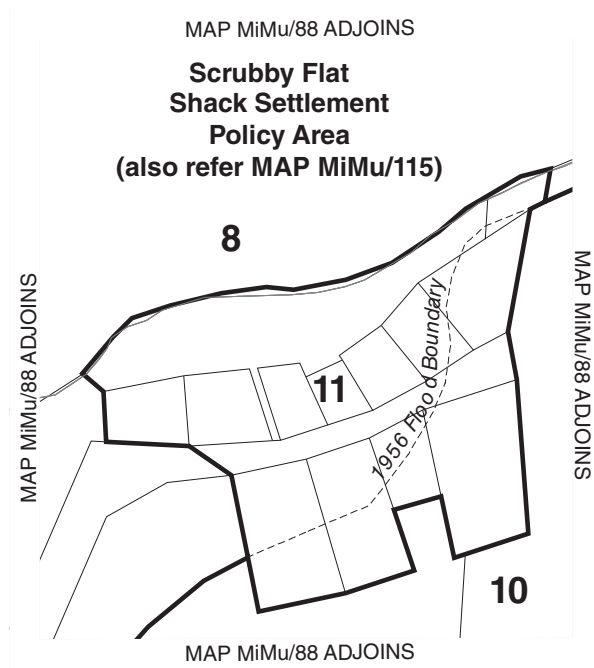 MAP MiMu/88 ADJOINS
Scrubby Flat
Shack Settlement
Policy Area
(also refer MAP MiMu/115)
8
MAP MiMu/88 ADJOINS
MAP MiMu/88 ADJOINS
11
1956 Flood Boundary
10
MAP MiMu/88 ADJOINS